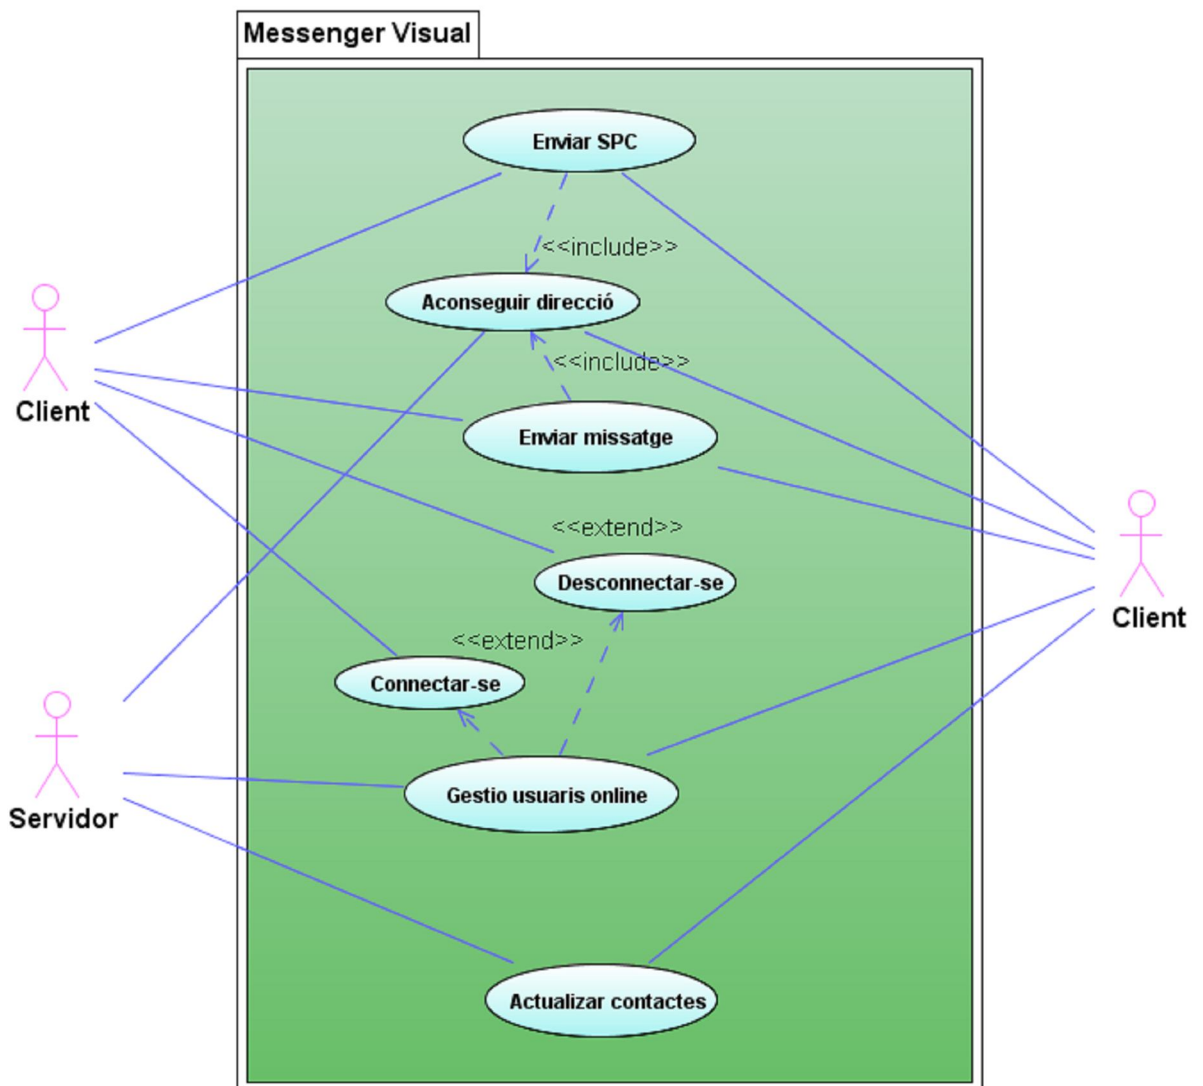 Messenger Visual
Enviar SPC
<<include>>
Aconseguir direcció
<<include>>
Client
Enviar missatge
<<extend>>
Desconnectar-se
Client
<<extend>>
Connectar-se
Gestio usuaris online
Servidor
Actualizar contactes